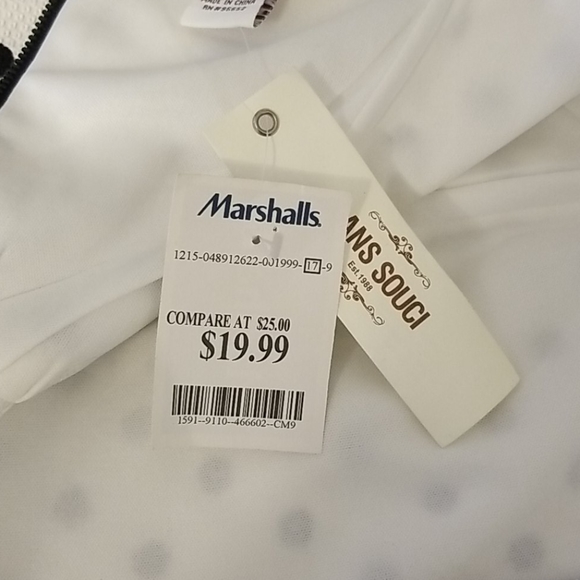 MADE IN CHINA
Marshalls.
1215-048912622-001999-17-9
COMPARE AT $25.00
$19.99
1591--9110--466602--CM9
ANS SOUCI
Est.1988